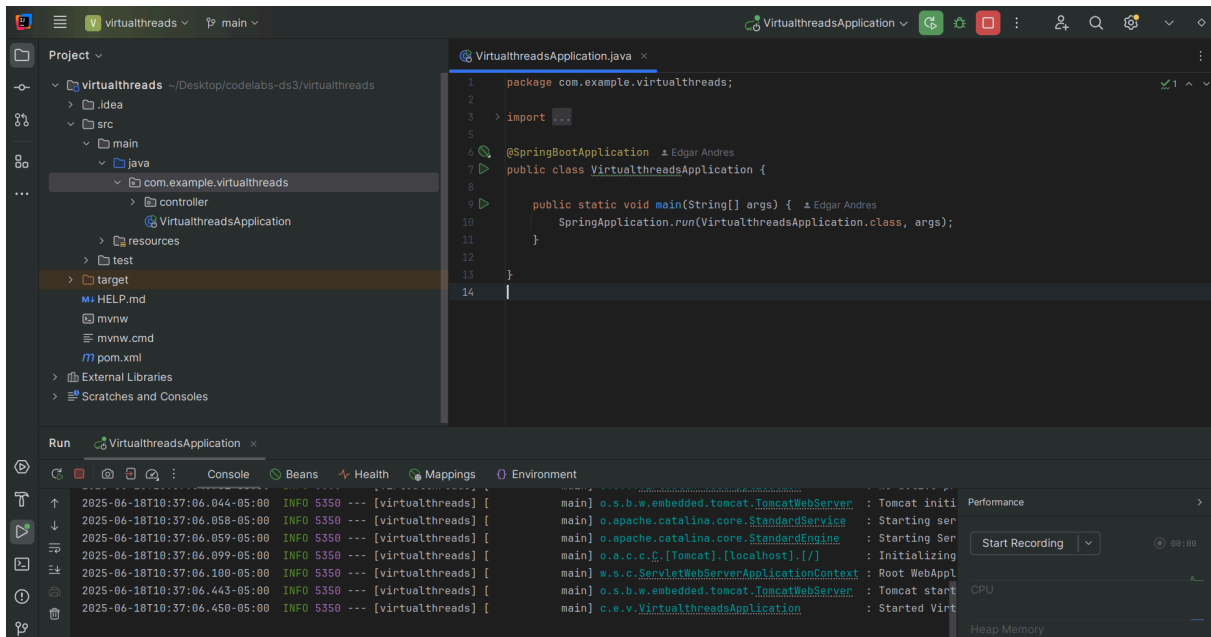 V virtualthreads main VirtualthreadsApplication
Project
VirtualthreadsApplication.java
virtualthreads ~/Desktop/codelabs-ds3/virtualthreads
.idea
src
main
java
com.example.virtualthreads
controller
VirtualthreadsApplication
resources
test
target
M↓ HELP.md
mvnw
mvnw.cmd
m pom.xml
External Libraries
Scratches and Consoles
1 package com.example.virtualthreads;
2
3 import ...
5
6 @SpringBootApplication Edgar Andres
7 public class VirtualthreadsApplication {
8
9 public static void main(String[] args) { Edgar Andres
10 SpringApplication.run(VirtualthreadsApplication.class, args);
11 }
12
13 }
14
1
Run VirtualthreadsApplication
Console Beans Health Mappings {} Environment
2025-06-18T10:37:06.044-05:00 INFO 5350 --- [virtualthreads] [ main] o.s.b.w.embedded.tomcat.TomcatWebServer : Tomcat initi
2025-06-18T10:37:06.058-05:00 INFO 5350 --- [virtualthreads] [ main] o.apache.catalina.core.StandardService : Starting ser
2025-06-18T10:37:06.059-05:00 INFO 5350 --- [virtualthreads] [ main] o.apache.catalina.core.StandardEngine : Starting Ser
2025-06-18T10:37:06.099-05:00 INFO 5350 --- [virtualthreads] [ main] o.a.c.c.C.[Tomcat].[localhost].[/] : Initializing
2025-06-18T10:37:06.100-05:00 INFO 5350 --- [virtualthreads] [ main] w.s.c.ServletWebServerApplicationContext : Root WebAppl
2025-06-18T10:37:06.443-05:00 INFO 5350 --- [virtualthreads] [ main] o.s.b.w.embedded.tomcat.TomcatWebServer : Tomcat start
2025-06-18T10:37:06.450-05:00 INFO 5350 --- [virtualthreads] [ main] c.e.v.VirtualthreadsApplication : Started Virt
Performance
Start Recording 00:00
CPU
Heap Memory